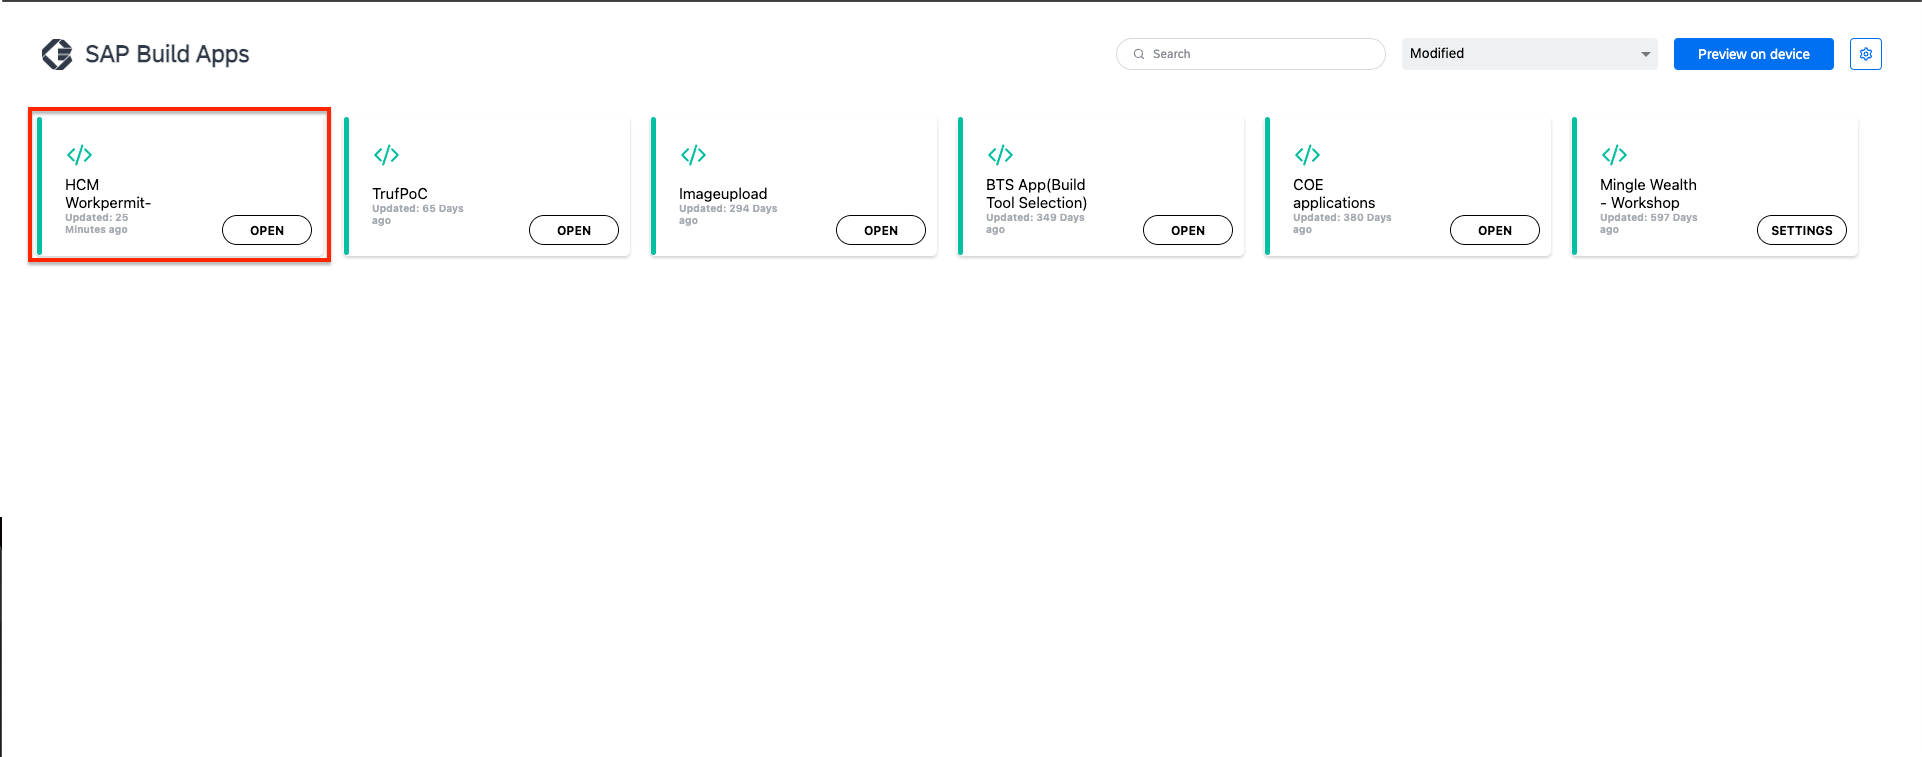 SAP Build Apps
Search
Modified
Preview on device
HCM
Workpermit-
Updated: 25
Minutes ago
OPEN
TrufPoC
Updated: 65 Days
ago
OPEN
Imageupload
Updated: 294 Days
ago
OPEN
BTS App(Build
Tool Selection)
Updated: 349 Days
ago
OPEN
COE
applications
Updated: 380 Days
ago
OPEN
Mingle Wealth
- Workshop
Updated: 597 Days
ago
SETTINGS